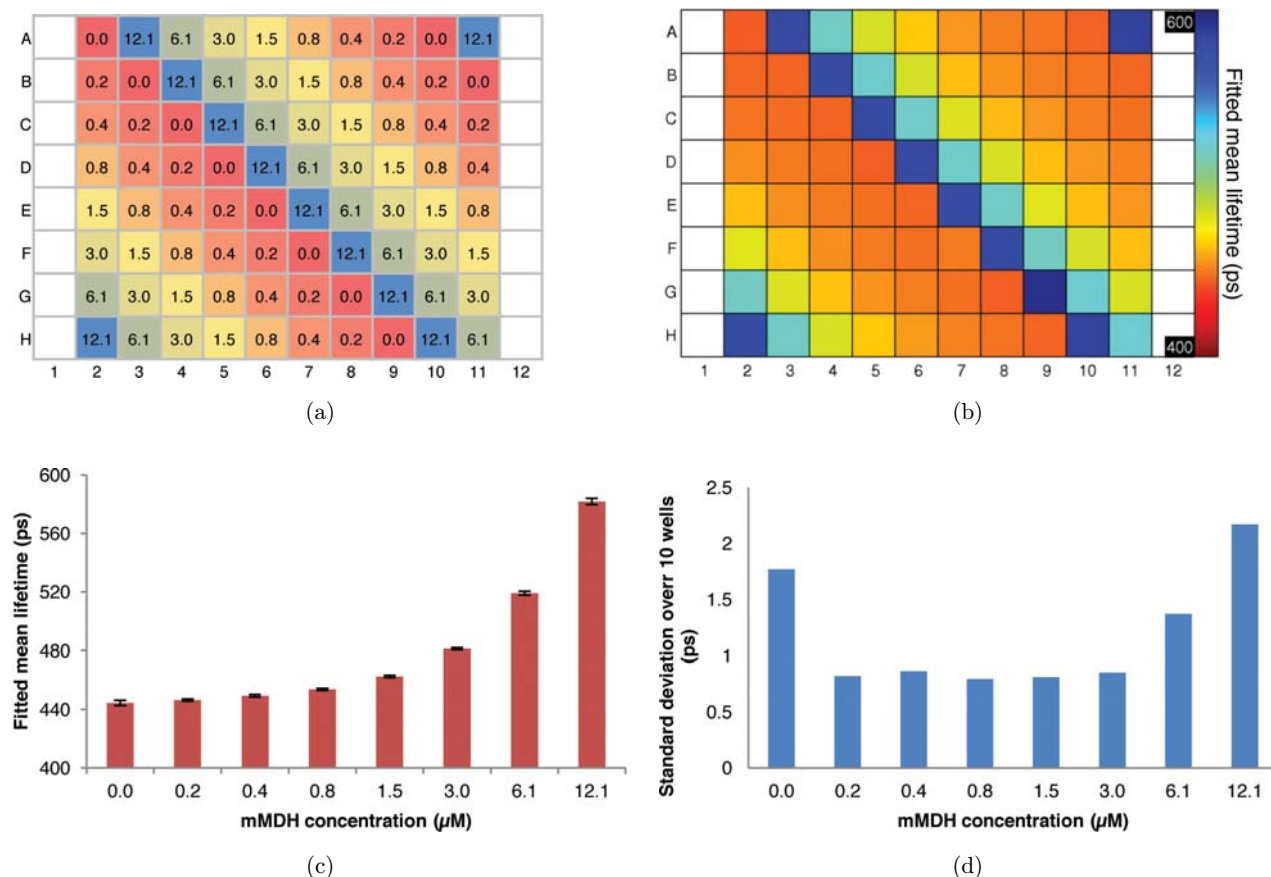 A 0.0 12.1 6.1 3.0 1.5 0.8 0.4 0.2 0.0 12.1
B 0.2 0.0 12.1 6.1 3.0 1.5 0.8 0.4 0.2 0.0
C 0.4 0.2 0.0 12.1 6.1 3.0 1.5 0.8 0.4 0.2
D 0.8 0.4 0.2 0.0 12.1 6.1 3.0 1.5 0.8 0.4
E 1.5 0.8 0.4 0.2 0.0 12.1 6.1 3.0 1.5 0.8
F 3.0 1.5 0.8 0.4 0.2 0.0 12.1 6.1 3.0 1.5
G 6.1 3.0 1.5 0.8 0.4 0.2 0.0 12.1 6.1 3.0
H 12.1 6.1 3.0 1.5 0.8 0.4 0.2 0.0 12.1 6.1
1 2 3 4 5 6 7 8 9 10 11 12
(a)
A
B
C
D
E
F
G
H
1 2 3 4 5 6 7 8 9 10 11 12
600
400
Fitted mean lifetime (ps)
(b)
Fitted mean lifetime (ps)
600
560
520
480
440
400
0.0 0.2 0.4 0.8 1.5 3.0 6.1 12.1
mMDH concentration (µM)
(c)
Standard deviation overr 10 wells
(ps)
2.5
2
1.5
1
0.5
0
0.0 0.2 0.4 0.8 1.5 3.0 6.1 12.1
mMDH concentration (µM)
(d)